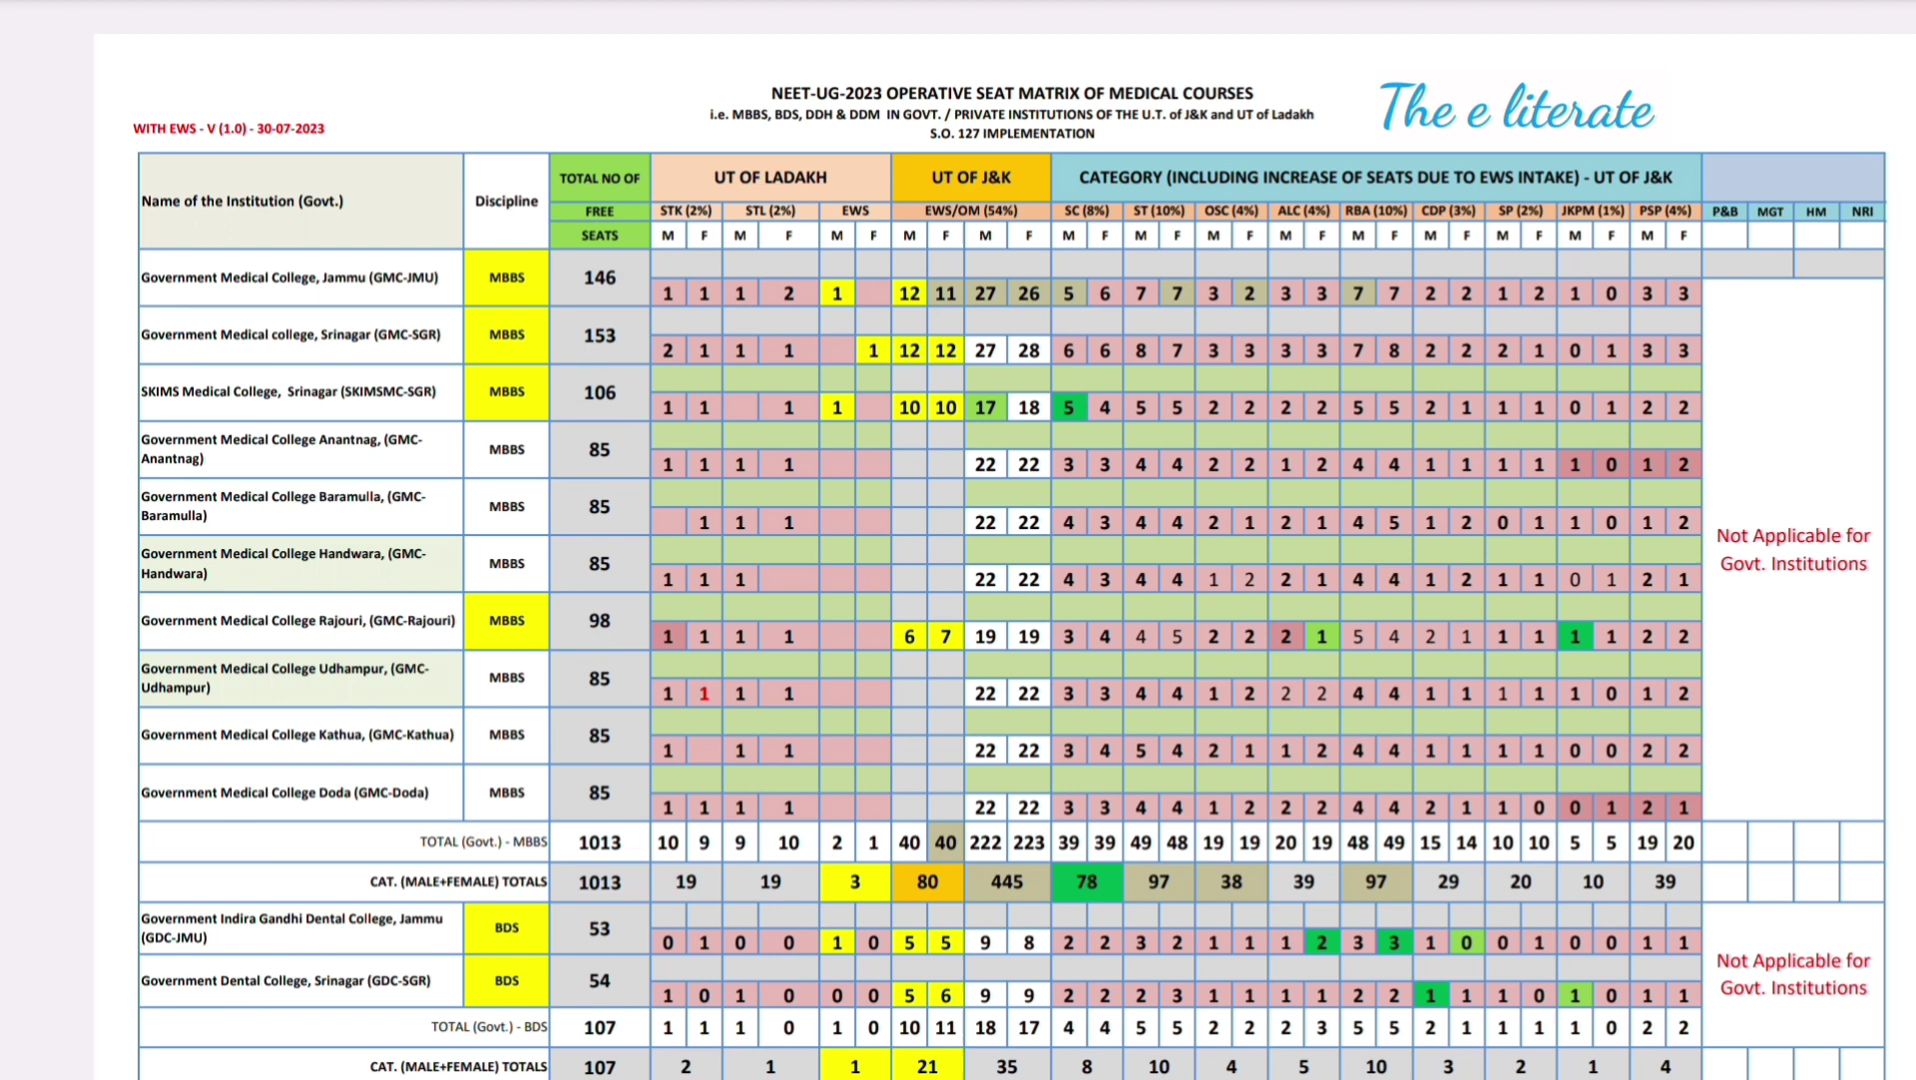 NEET-UG-2023 OPERATIVE SEAT MATRIX OF MEDICAL COURSES
The e literate
i.e. MBBS, BDS, DDH & DDM IN GOVT. / PRIVATE INSTITUTIONS OF THE U.T. of J&K and UT of Ladakh
WITH EWS - V (1.0) - 30-07-2023
S.O. 127 IMPLEMENTATION
Name of the Institution (Govt.) Discipline TOTAL NO OF UT OF LADAKH UT OF J&K CATEGORY (INCLUDING INCREASE OF SEATS DUE TO EWS INTAKE) - UT OF J&K
FREE STK (2%) STL (2%) EWS EWS/OM (54%) SC (8%) ST (10%) OSC (4%) ALC (4%) RBA (10%) CDP (3%) SP (2%) JKPM (1%) PSP (4%) P&B MGT HM NRI
SEATS M F M F M F M F M F M F M F M F M F M F M F M F M F M F
Government Medical College, Jammu (GMC-JMU) MBBS 146
1 1 1 2 1 12 11 27 26 5 6 7 7 3 2 3 3 7 7 2 2 1 2 1 0 3 3
Government Medical college, Srinagar (GMC-SGR) MBBS 153
2 1 1 1 1 12 12 27 28 6 6 8 7 3 3 3 3 7 8 2 2 2 1 0 1 3 3
SKIMS Medical College, Srinagar (SKIMSMC-SGR) MBBS 106
1 1 1 1 10 10 17 18 5 4 5 5 2 2 2 2 5 5 2 1 1 1 0 1 2 2
Government Medical College Anantnag, (GMC-
Anantnag) MBBS 85
1 1 1 1 22 22 3 3 4 4 2 2 1 2 4 4 1 1 1 1 1 0 1 2
Government Medical College Baramulla, (GMC-
Baramulla) MBBS 85
1 1 1 22 22 4 3 4 4 2 1 2 1 4 5 1 2 0 1 1 0 1 2
Government Medical College Handwara, (GMC-
Handwara) MBBS 85
1 1 1 22 22 4 3 4 4 1 2 2 1 4 4 1 2 1 1 0 1 2 1
Government Medical College Rajouri, (GMC-Rajouri) MBBS 98
1 1 1 1 6 7 19 19 3 4 4 5 2 2 2 1 5 4 2 1 1 1 1 1 2 2
Government Medical College Udhampur, (GMC-
Udhampur) MBBS 85
1 1 1 1 22 22 3 3 4 4 1 2 2 2 4 4 1 1 1 1 1 0 1 2
Government Medical College Kathua, (GMC-Kathua) MBBS 85
1 1 1 22 22 3 4 5 4 2 1 1 2 4 4 1 1 1 1 0 0 2 2
Government Medical College Doda (GMC-Doda) MBBS 85
1 1 1 1 22 22 3 3 4 4 1 2 2 2 4 4 2 1 1 0 0 1 2 1
Not Applicable for
Govt. Institutions
TOTAL (Govt.) - MBBS 1013 10 9 9 10 2 1 40 40 222 223 39 39 49 48 19 19 20 19 48 49 15 14 10 10 5 5 19 20
CAT. (MALE+FEMALE) TOTALS 1013 19 19 3 80 445 78 97 38 39 97 29 20 10 39
Government Indira Gandhi Dental College, Jammu
(GDC-JMU) BDS 53
0 1 0 0 1 0 5 5 9 8 2 2 3 2 1 1 1 2 3 3 1 0 0 1 0 0 1 1
Government Dental College, Srinagar (GDC-SGR) BDS 54
1 0 1 0 0 0 5 6 9 9 2 2 2 3 1 1 1 1 2 2 1 1 1 0 1 0 1 1
Not Applicable for
Govt. Institutions
TOTAL (Govt.) - BDS 107 1 1 1 0 1 0 10 11 18 17 4 4 5 5 2 2 2 3 5 5 2 1 1 1 1 0 2 2
CAT. (MALE+FEMALE) TOTALS 107 2 1 1 21 35 8 10 4 5 10 3 2 1 4